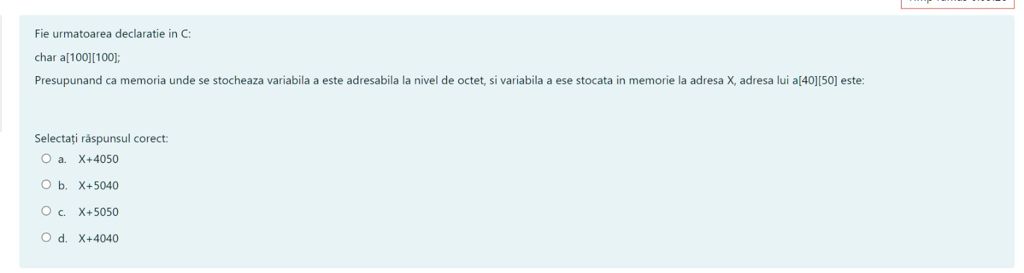 Fie urmatoarea declaratie in C:
char a[100][100];
Presupunand ca memoria unde se stocheaza variabila a este adresabila la nivel de octet, si variabila a ese stocata in memorie la adresa X, adresa lui a[40][50] este:
Selectați răspunsul corect:
a. X+4050
b. X+5040
c. X+5050
d. X+4040